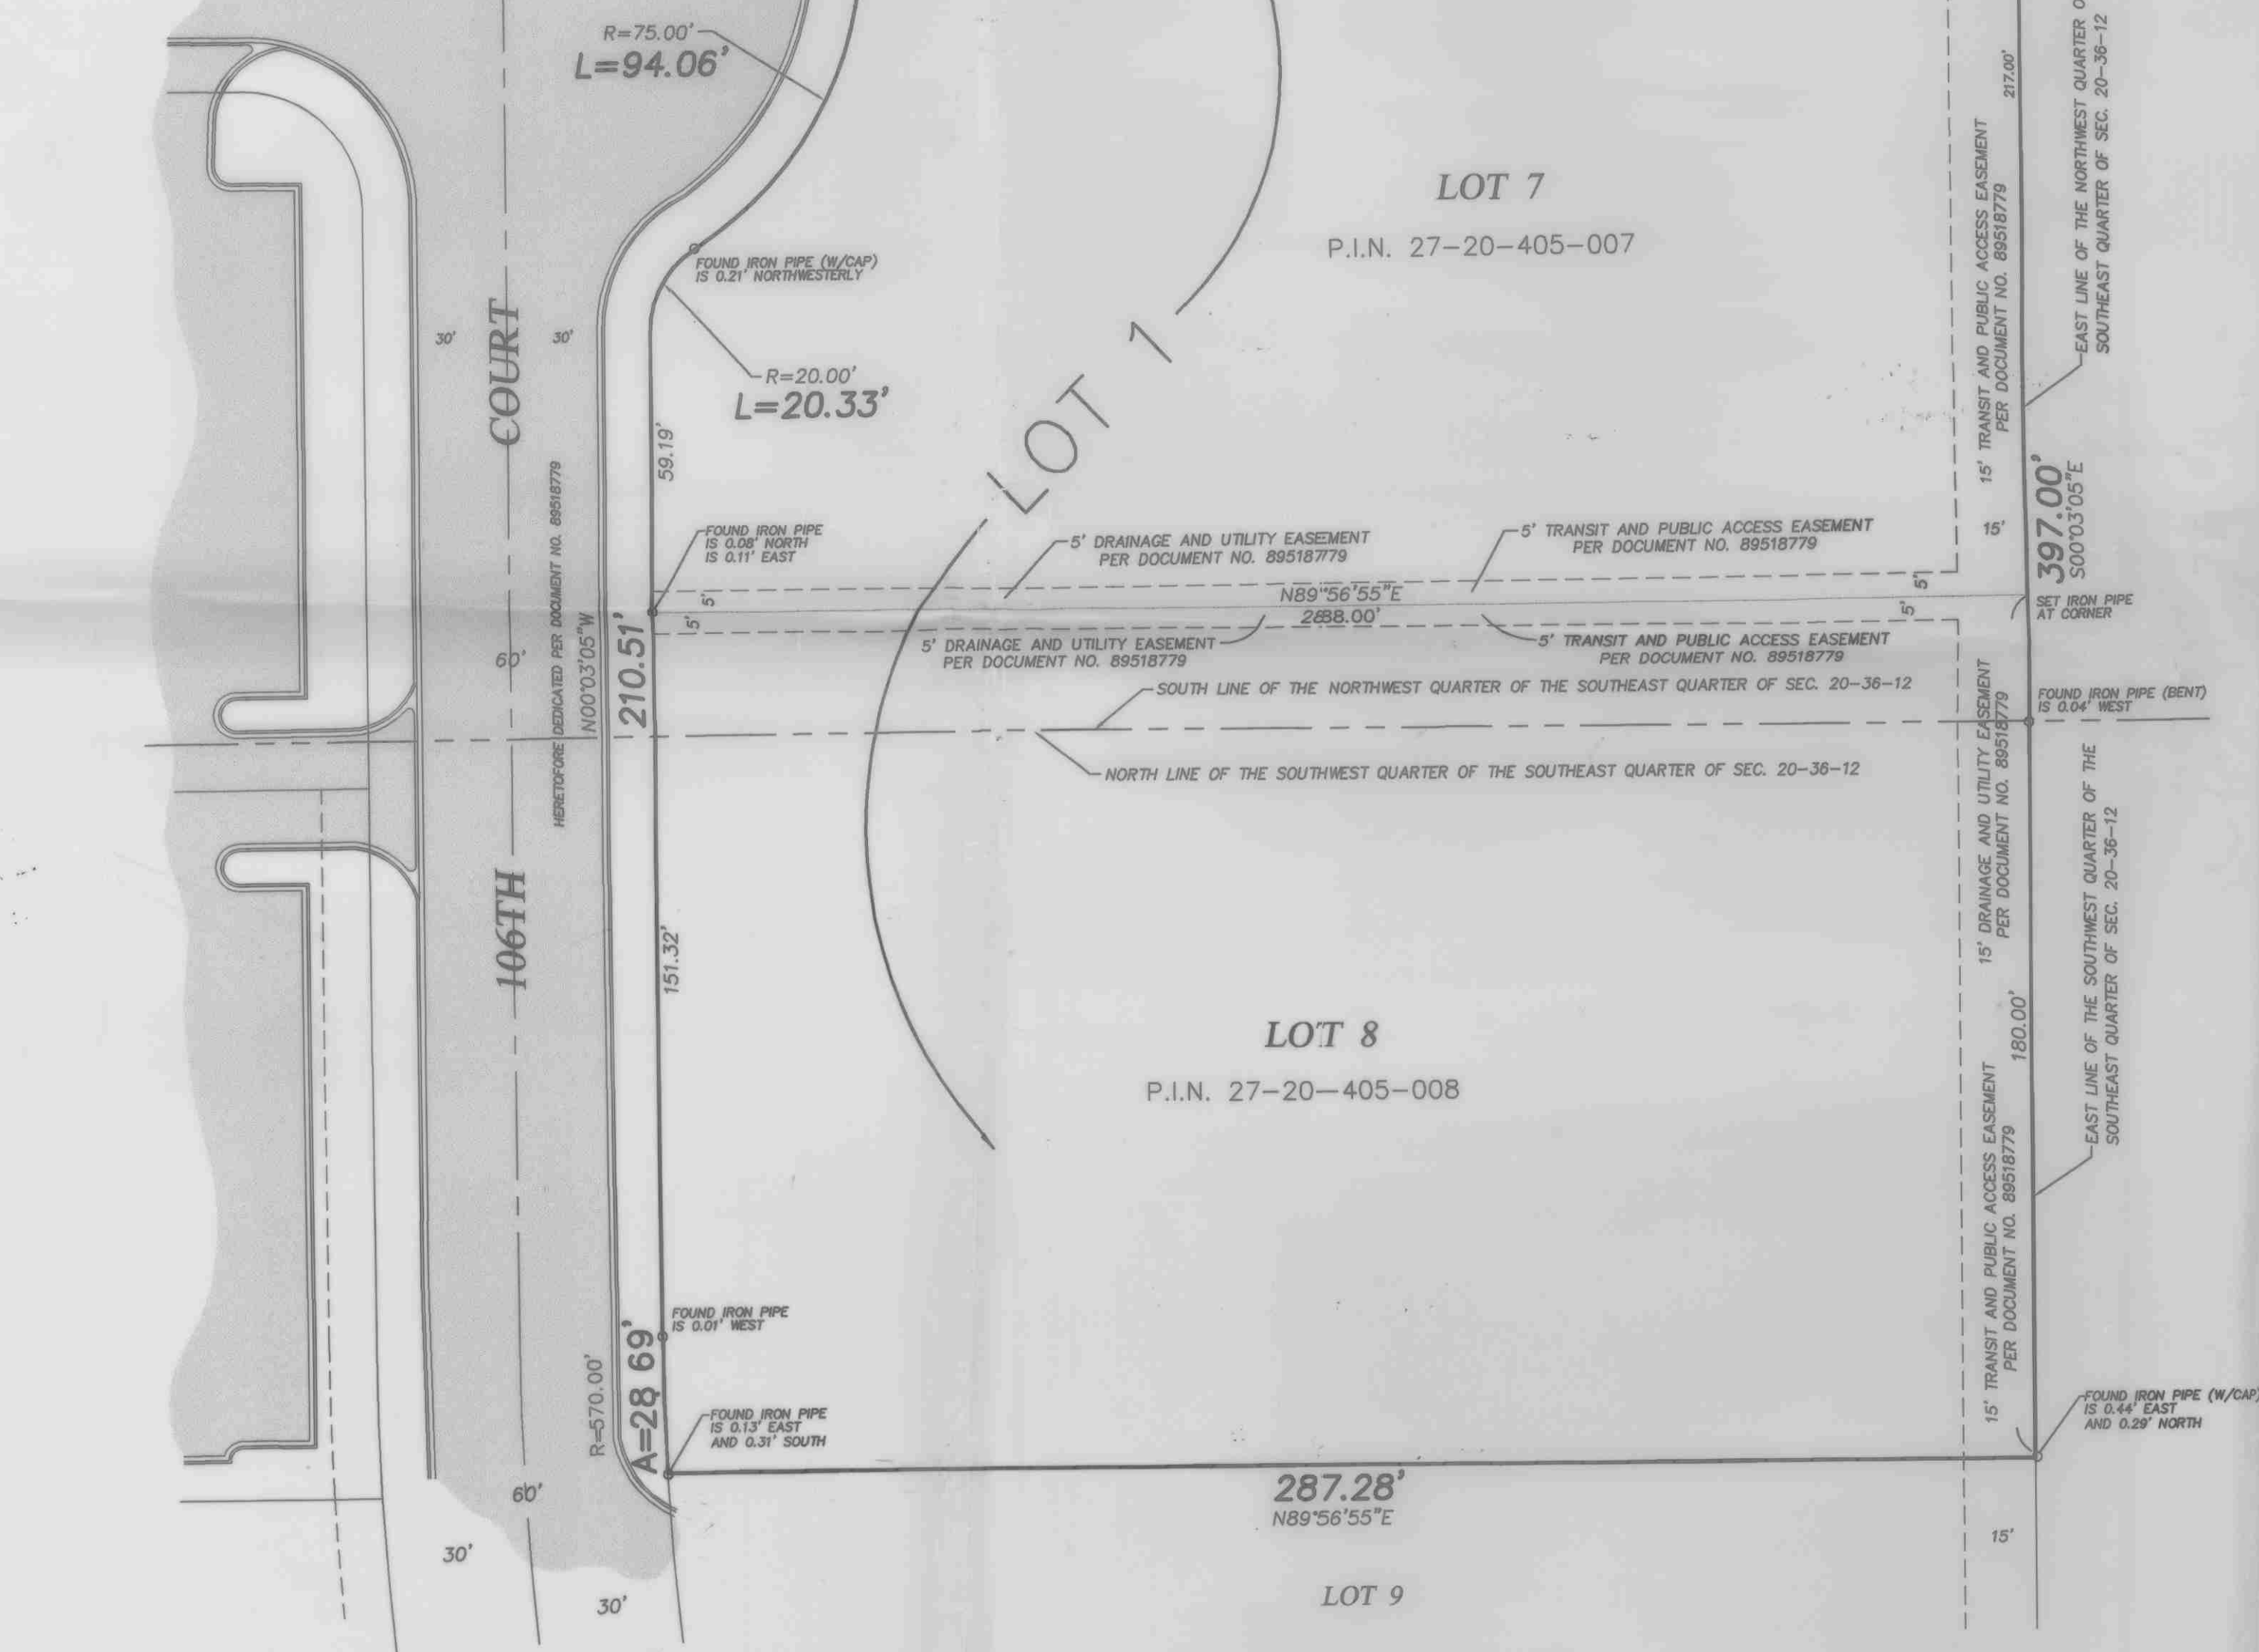 R=75.00'
L=94.06'
217.00'
EAST LINE OF THE NORTHWEST QUARTER O
SOUTHEAST QUARTER OF SEC. 20-36-12
15' TRANSIT AND PUBLIC ACCESS EASEMENT
PER DOCUMENT NO. 89518779
LOT 7
P.I.N. 27-20-405-007
FOUND IRON PIPE (W/CAP)
IS 0.21' NORTHWESTERLY
30'
COURT
30'
R=20.00'
L=20.33'
LOT 1
59.19'
HERETOFORE DEDICATED PER DOCUMENT NO. 89518779
FOUND IRON PIPE
IS 0.08' NORTH
IS 0.11' EAST
5' DRAINAGE AND UTILITY EASEMENT
PER DOCUMENT NO. 89518779
5' TRANSIT AND PUBLIC ACCESS EASEMENT
PER DOCUMENT NO. 89518779
15'
397.00'
S00°03'05"E
5'
5'
N89°56'55"E
288.00'
5'
5'
SET IRON PIPE
AT CORNER
60'
N00°03'05"W
210.51'
5' DRAINAGE AND UTILITY EASEMENT
PER DOCUMENT NO. 89518779
5' TRANSIT AND PUBLIC ACCESS EASEMENT
PER DOCUMENT NO. 89518779
SOUTH LINE OF THE NORTHWEST QUARTER OF THE SOUTHEAST QUARTER OF SEC. 20-36-12
FOUND IRON PIPE (BENT)
IS 0.04' WEST
NORTH LINE OF THE SOUTHWEST QUARTER OF THE SOUTHEAST QUARTER OF SEC. 20-36-12
15' DRAINAGE AND UTILITY EASEMENT
PER DOCUMENT NO. 89518779
EAST LINE OF THE SOUTHWEST QUARTER OF THE
SOUTHEAST QUARTER OF SEC. 20-36-12
106TH
151.32'
LOT 8
P.I.N. 27-20-405-008
180.00'
15' TRANSIT AND PUBLIC ACCESS EASEMENT
PER DOCUMENT NO. 89518779
FOUND IRON PIPE
IS 0.01' WEST
R=570.00'
A=28.69'
FOUND IRON PIPE
IS 0.13' EAST
AND 0.31' SOUTH
FOUND IRON PIPE (W/CAP)
IS 0.44' EAST
AND 0.29' NORTH
60'
287.28'
N89°56'55"E
30'
15'
30'
LOT 9